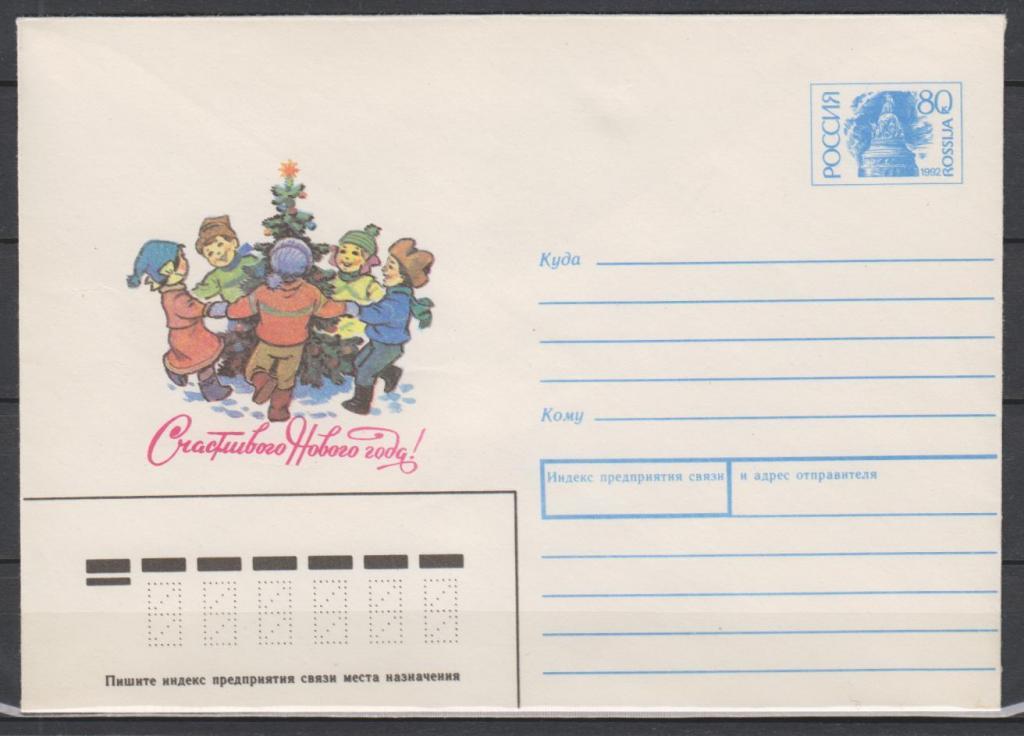 РОССИЯ
80
к
1992
ROSSIJA
Куда
Кому
Счастливого Нового года!
Индекс предприятия связи и адрес отправителя
Пишите индекс предприятия связи места назначения